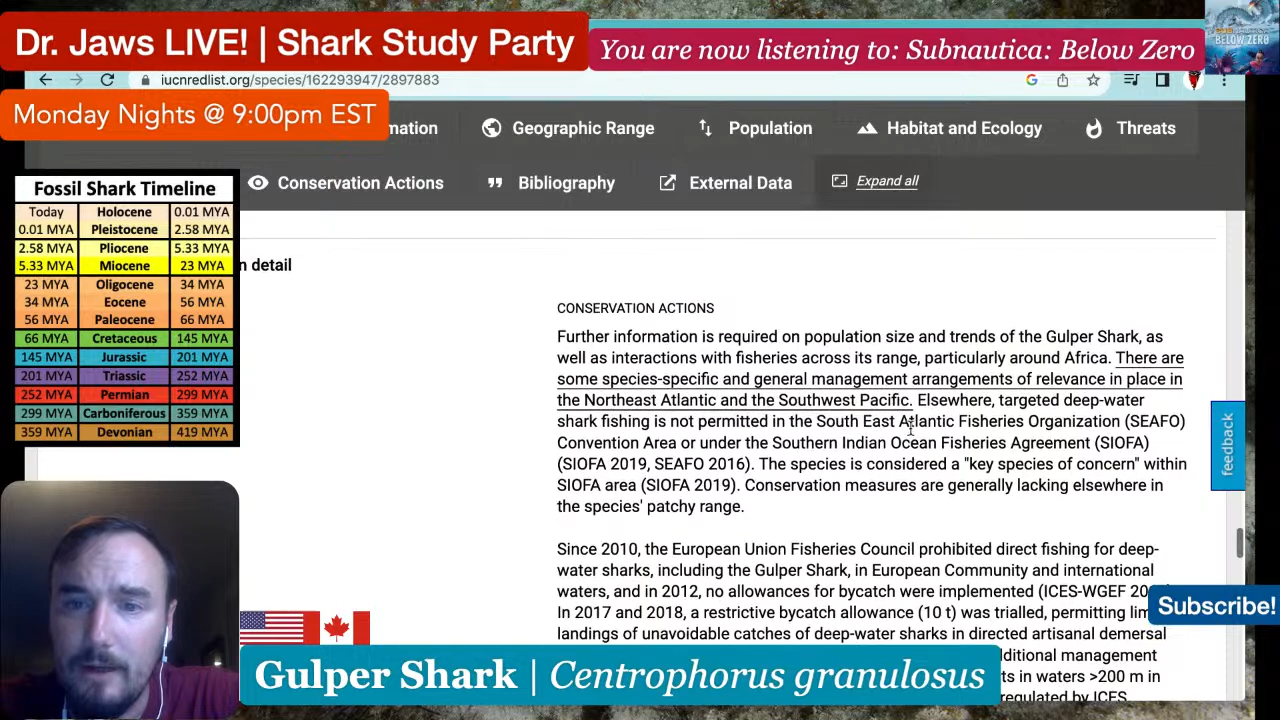 Dr. Jaws LIVE! | Shark Study Party
You are now listening to: Subnautica: Below Zero
BELOW ZERO
iucnredlist.org/species/162293947/2897883
Monday Nights @ 9:00pm EST
Geographic Range
Population
Habitat and Ecology
Threats
Conservation Actions
Bibliography
External Data
Expand all
Fossil Shark Timeline
Today Holocene 0.01 MYA
0.01 MYA Pleistocene 2.58 MYA
2.58 MYA Pliocene 5.33 MYA
5.33 MYA Miocene 23 MYA
23 MYA Oligocene 34 MYA
34 MYA Eocene 56 MYA
56 MYA Paleocene 66 MYA
66 MYA Cretaceous 145 MYA
145 MYA Jurassic 201 MYA
201 MYA Triassic 252 MYA
252 MYA Permian 299 MYA
299 MYA Carboniferous 359 MYA
359 MYA Devonian 419 MYA
detail
CONSERVATION ACTIONS
Further information is required on population size and trends of the Gulper Shark, as
well as interactions with fisheries across its range, particularly around Africa. There are
some species-specific and general management arrangements of relevance in place in
the Northeast Atlantic and the Southwest Pacific. Elsewhere, targeted deep-water
shark fishing is not permitted in the South East Atlantic Fisheries Organization (SEAFO)
Convention Area or under the Southern Indian Ocean Fisheries Agreement (SIOFA)
(SIOFA 2019, SEAFO 2016). The species is considered a "key species of concern" within
SIOFA area (SIOFA 2019). Conservation measures are generally lacking elsewhere in
the species' patchy range.
Since 2010, the European Union Fisheries Council prohibited direct fishing for deep-
water sharks, including the Gulper Shark, in European Community and international
waters, and in 2012, no allowances for bycatch were implemented (ICES-WGEF
In 2017 and 2018, a restrictive bycatch allowance (10 t) was trialled, permitting
landings of unavoidable catches of deep-water sharks in directed artisanal demersal
management
in waters >200 m in
regulated by ICES
feedback
Subscribe!
Gulper Shark | Centrophorus granulosus